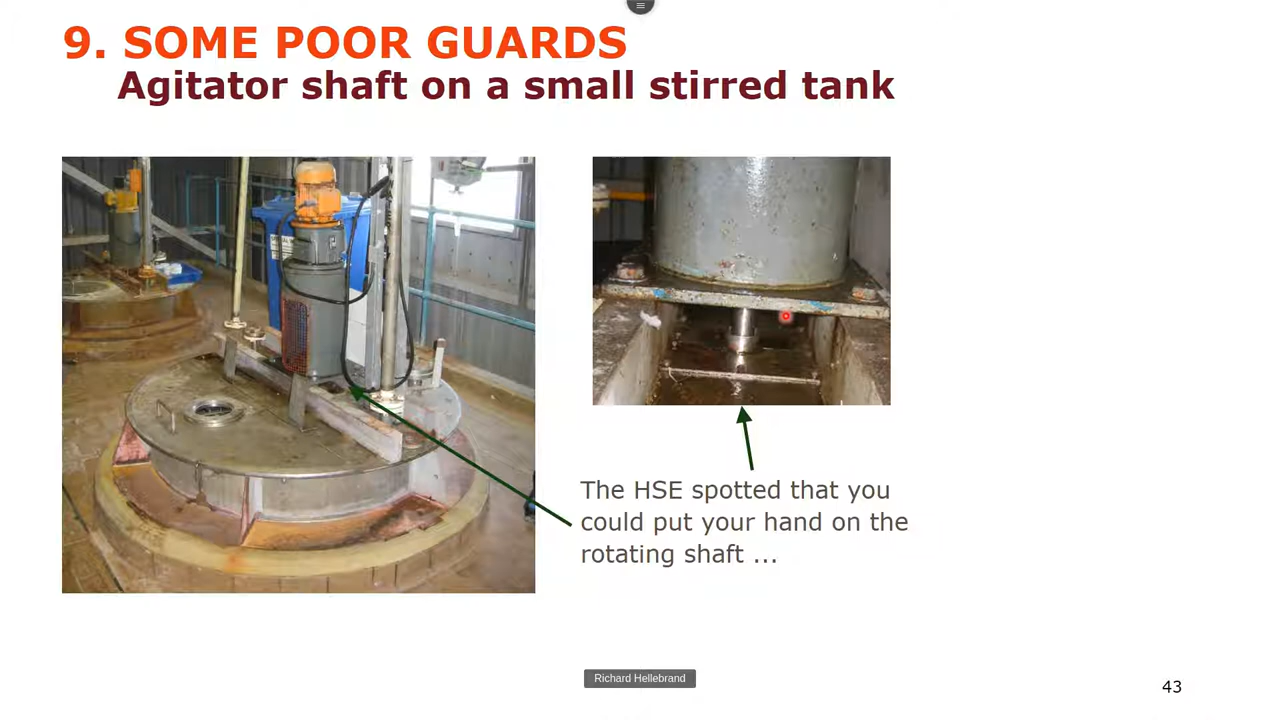 9. SOME POOR GUARDS
Agitator shaft on a small stirred tank
The HSE spotted that you
could put your hand on the
rotating shaft ...
Richard Hellebrand
43